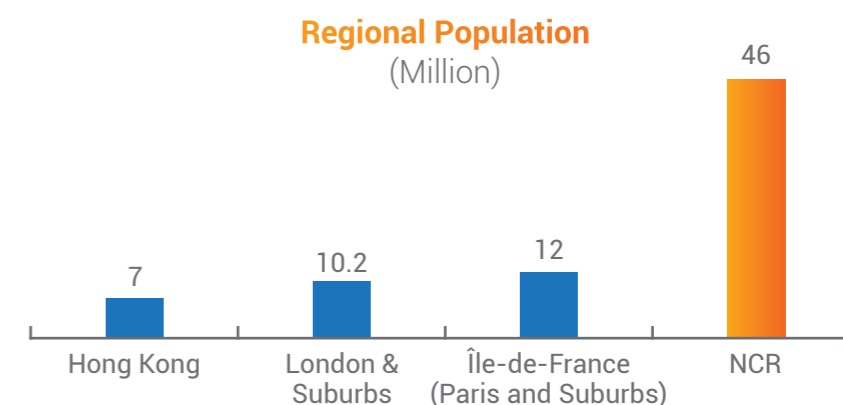 Regional Population
(Million)
46
7
10.2
12
Hong Kong
London &
Suburbs
Île-de-France
(Paris and Suburbs)
NCR